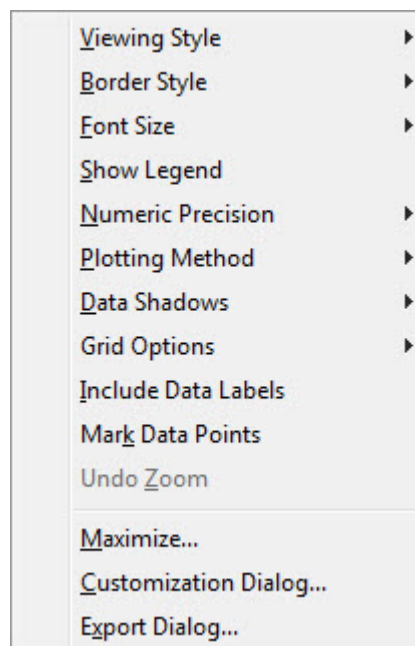 Viewing Style
Border Style
Font Size
Show Legend
Numeric Precision
Plotting Method
Data Shadows
Grid Options
Include Data Labels
Mark Data Points
Undo Zoom
Maximize...
Customization Dialog...
Export Dialog...